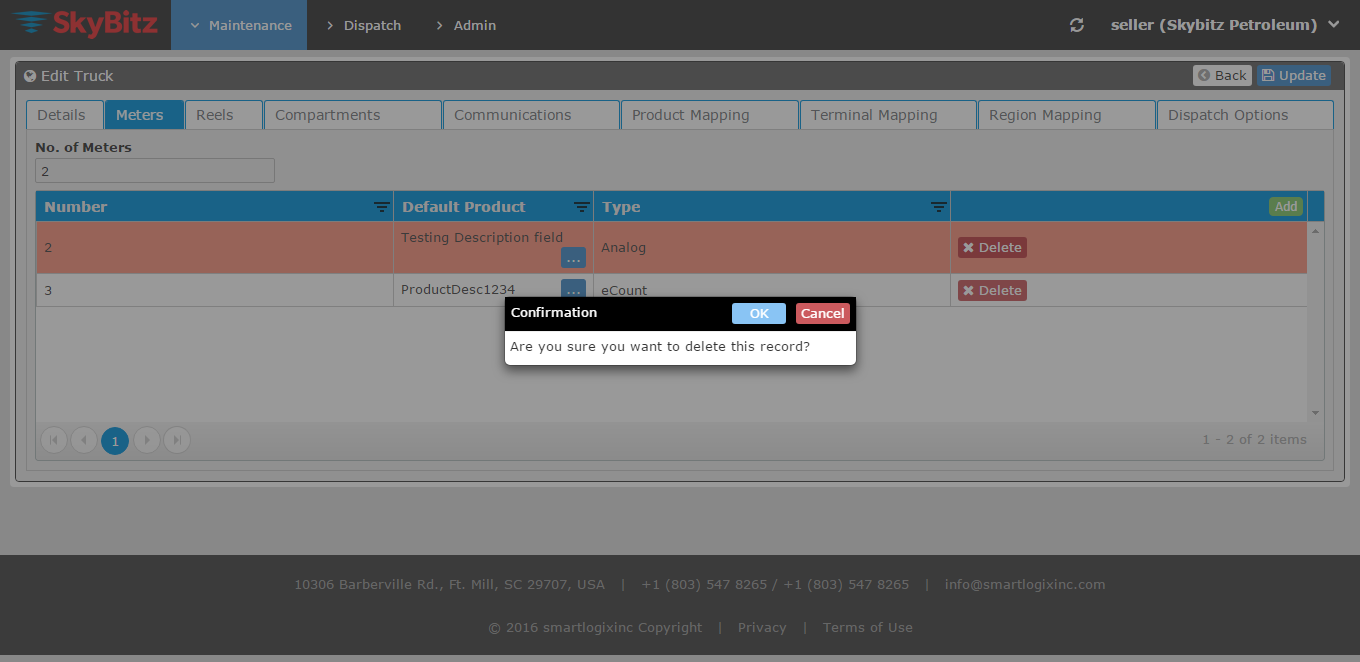 SkyBitz Maintenance Dispatch Admin seller (Skybitz Petroleum)
Edit Truck Back Update
Details Meters Reels Compartments Communications Product Mapping Terminal Mapping Region Mapping Dispatch Options
No. of Meters
2
Number Default Product Type Add
Testing Description field
2 ... Analog Delete
3 ProductDesc1234 ... eCount Delete
Confirmation OK Cancel
Are you sure you want to delete this record?
1 1 - 2 of 2 items
10306 Barberville Rd., Ft. Mill, SC 29707, USA | +1 (803) 547 8265 / +1 (803) 547 8265 | info@smartlogixinc.com
© 2016 smartlogixinc Copyright | Privacy | Terms of Use